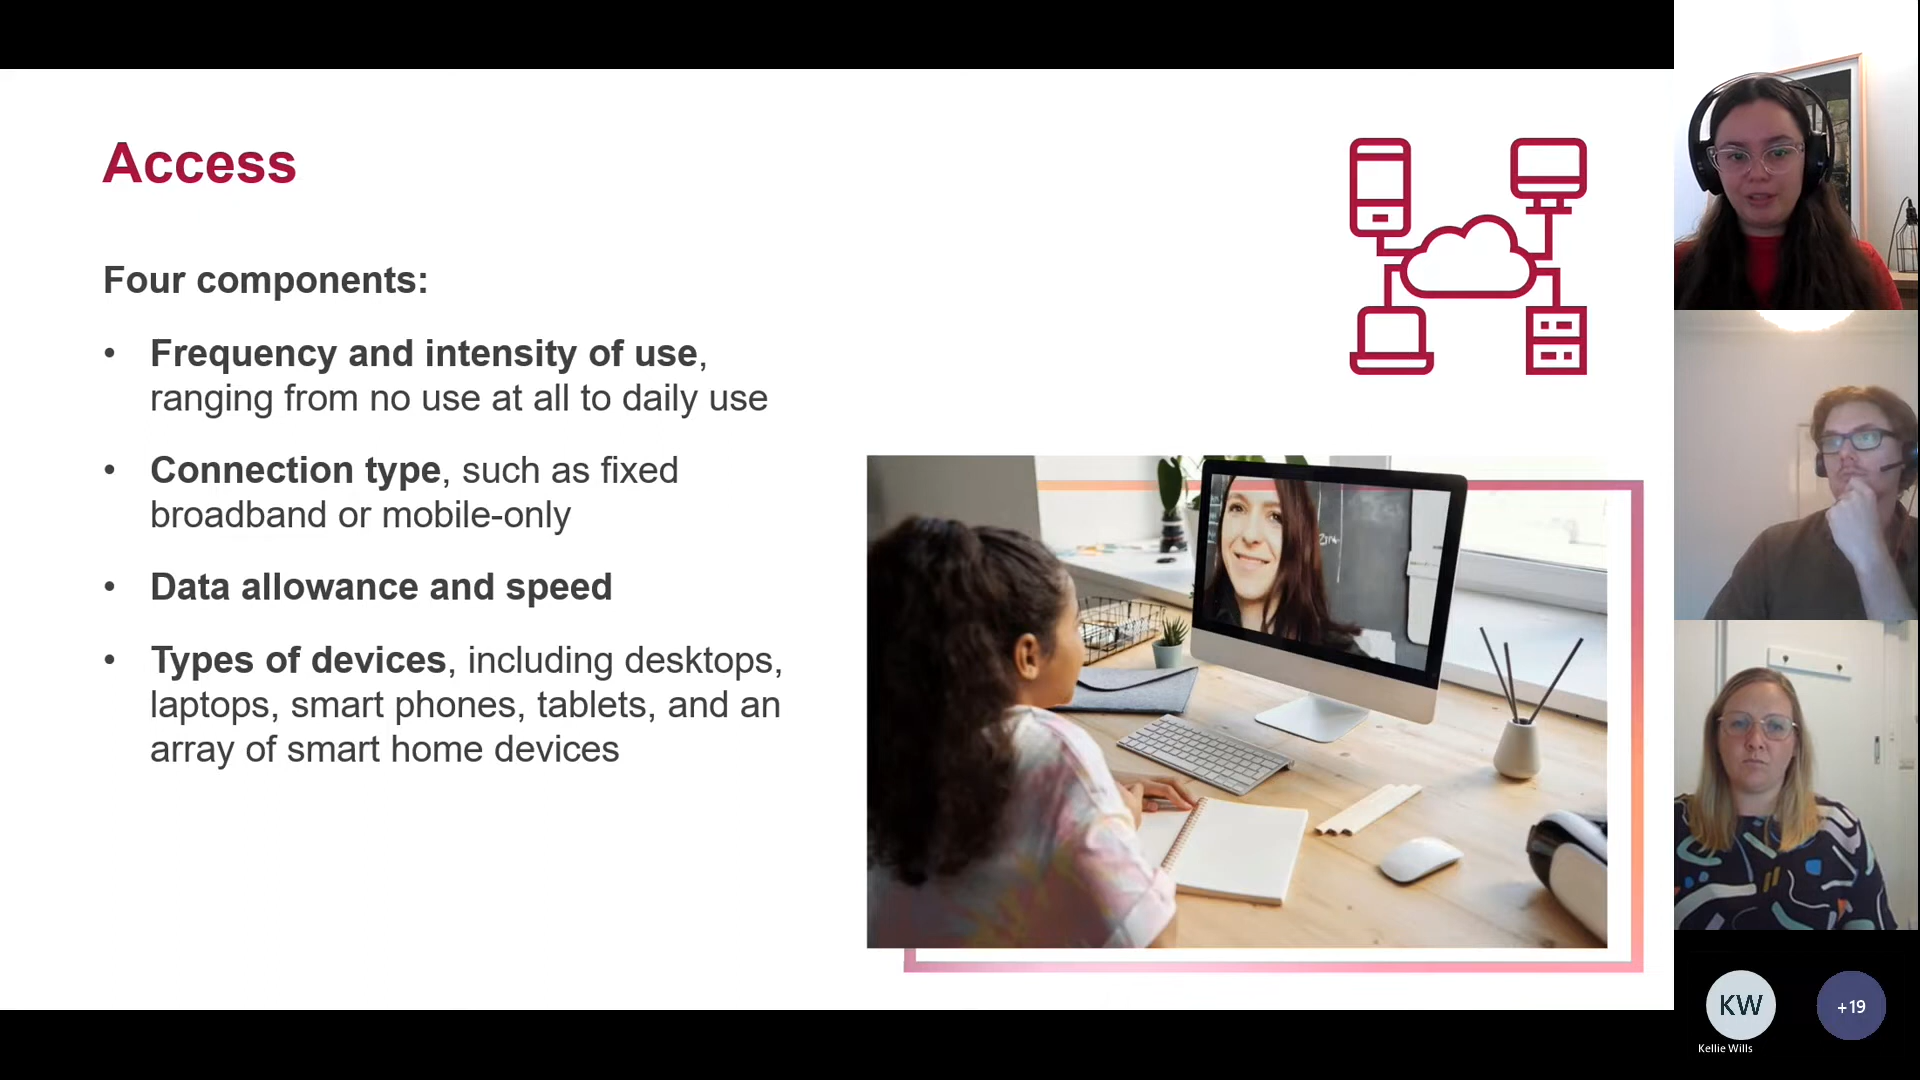 Access
Four components:
• Frequency and intensity of use,
ranging from no use at all to daily use
• Connection type, such as fixed
broadband or mobile-only
• Data allowance and speed
• Types of devices, including desktops,
laptops, smart phones, tablets, and an
array of smart home devices
KW
+19
Kellie Wills